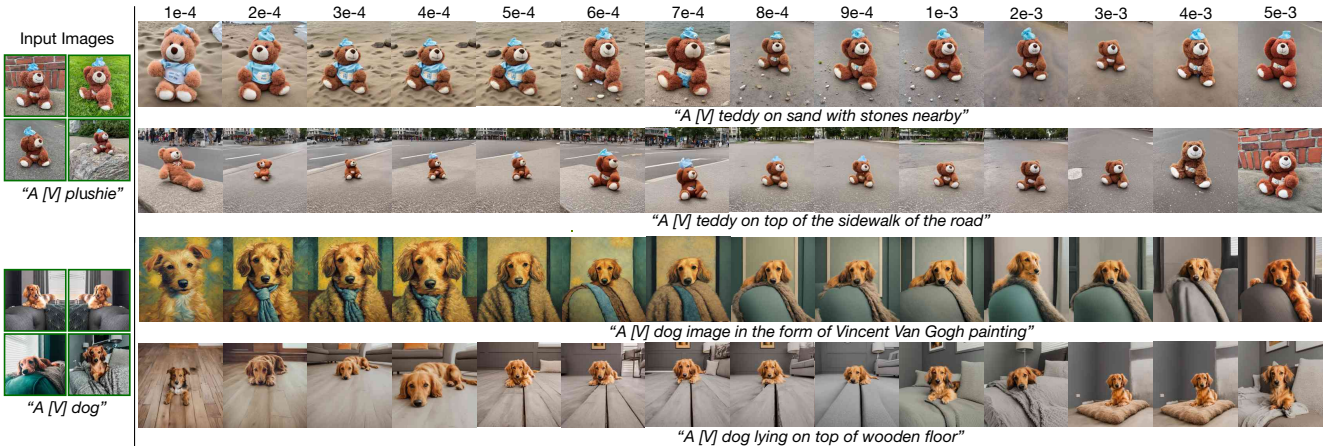 1e-4 2e-4 3e-4 4e-4 5e-4 6e-4 7e-4 8e-4 9e-4 1e-3 2e-3 3e-3 4e-3 5e-3
Input Images
"A [V] teddy on sand with stones nearby"
"A [V] plushie"
"A [V] teddy on top of the sidewalk of the road"
"A [V] dog image in the form of Vincent Van Gogh painting"
"A [V] dog"
"A [V] dog lying on top of wooden floor"